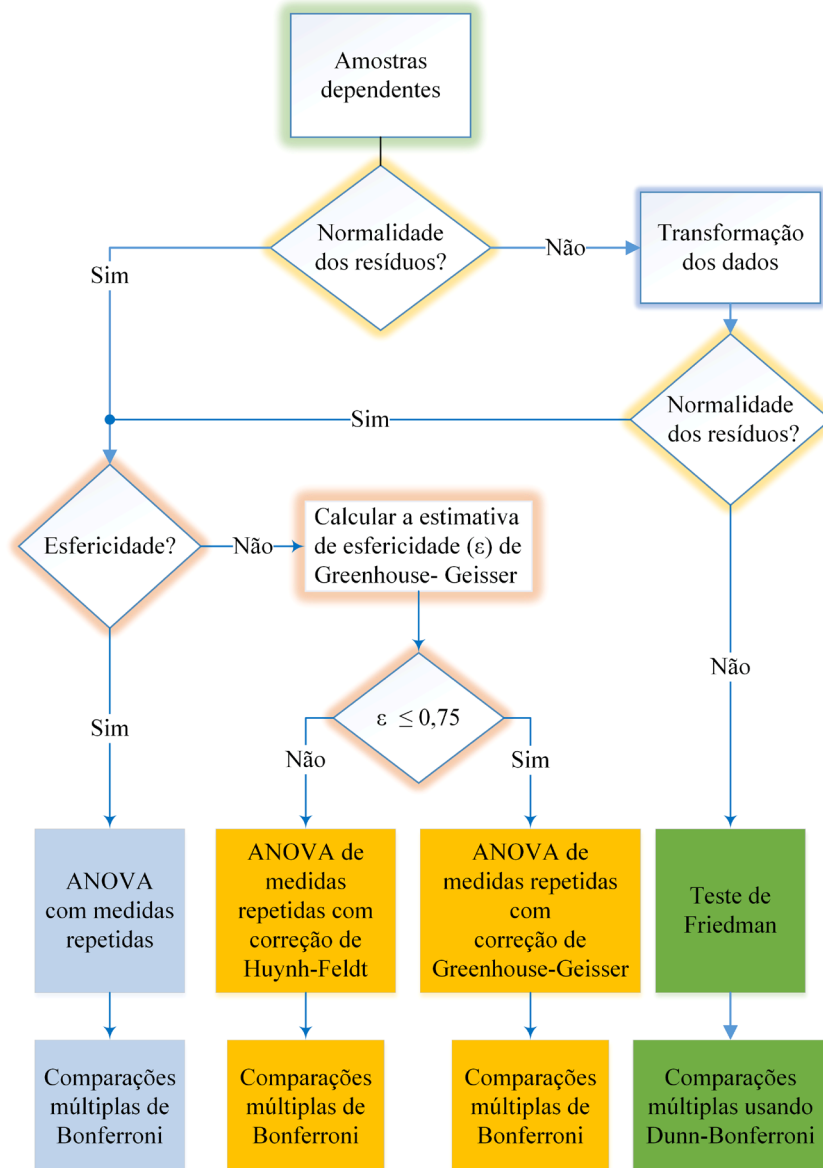 Amostras
dependentes
Normalidade
dos resíduos?
Não
Transformação
dos dados
Sim
Normalidade
dos resíduos?
Sim
Esfericidade?
Não
Calcular a estimativa
de esfericidade (ε) de
Greenhouse- Geisser
Não
ε ≤ 0,75
Sim
Não
Sim
ANOVA
com medidas
repetidas
ANOVA de
medidas
repetidas com
correção de
Huynh-Feldt
ANOVA de
medidas repetidas
com
correção de
Greenhouse-Geisser
Teste de
Friedman
Comparações
múltiplas de
Bonferroni
Comparações
múltiplas de
Bonferroni
Comparações
múltiplas de
Bonferroni
Comparações
múltiplas usando
Dunn-Bonferroni